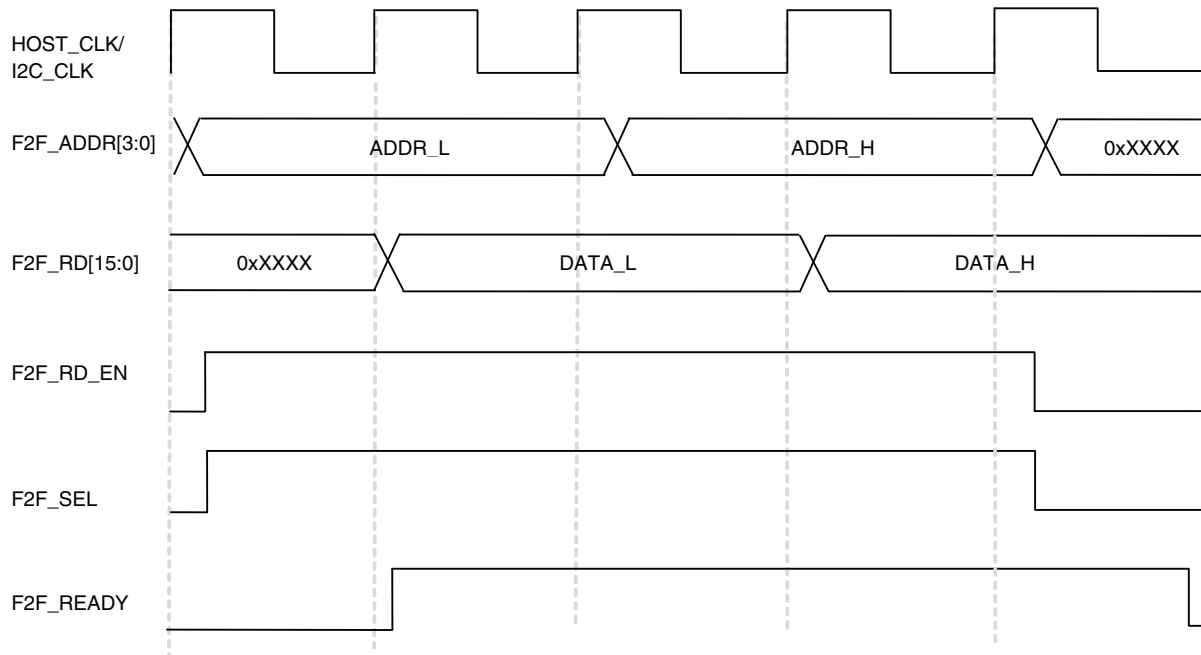 HOST_CLK/
I2C_CLK
F2F_ADDR[3:0]
ADDR_L
ADDR_H
0xXXXX
F2F_RD[15:0]
0xXXXX
DATA_L
DATA_H
F2F_RD_EN
F2F_SEL
F2F_READY